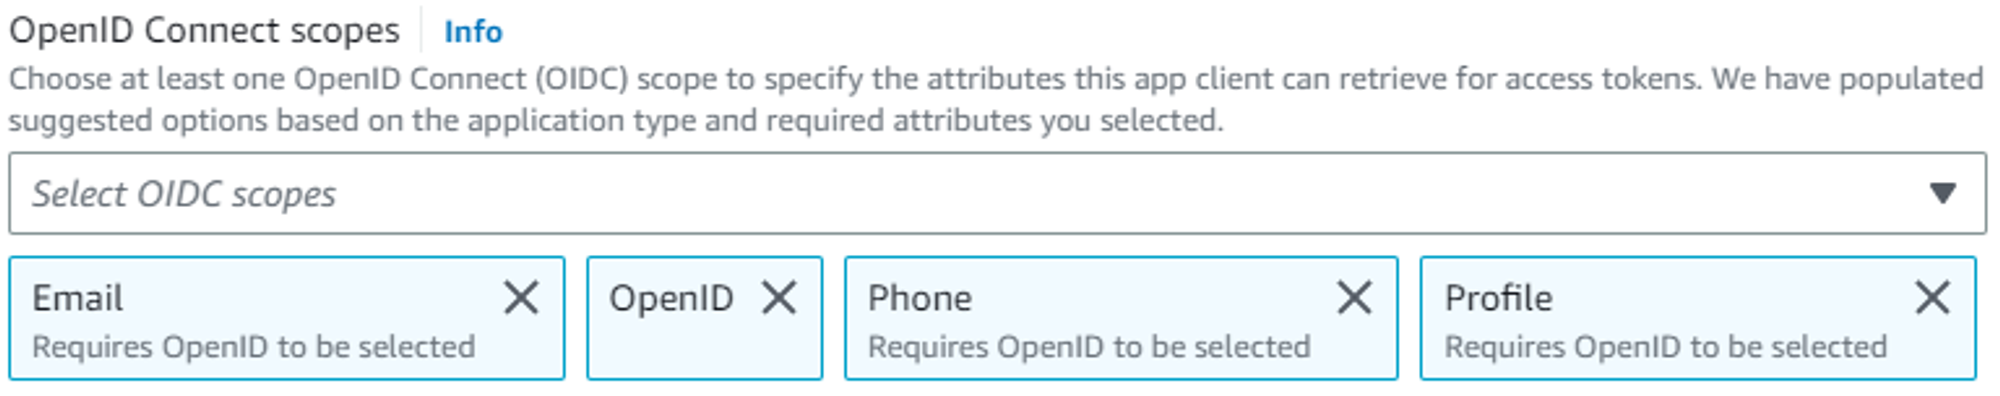 OpenID Connect scopes Info
Choose at least one OpenID Connect (OIDC) scope to specify the attributes this app client can retrieve for access tokens. We have populated
suggested options based on the application type and required attributes you selected.
Select OIDC scopes
Email
Requires OpenID to be selected
OpenID
Phone
Requires OpenID to be selected
Profile
Requires OpenID to be selected